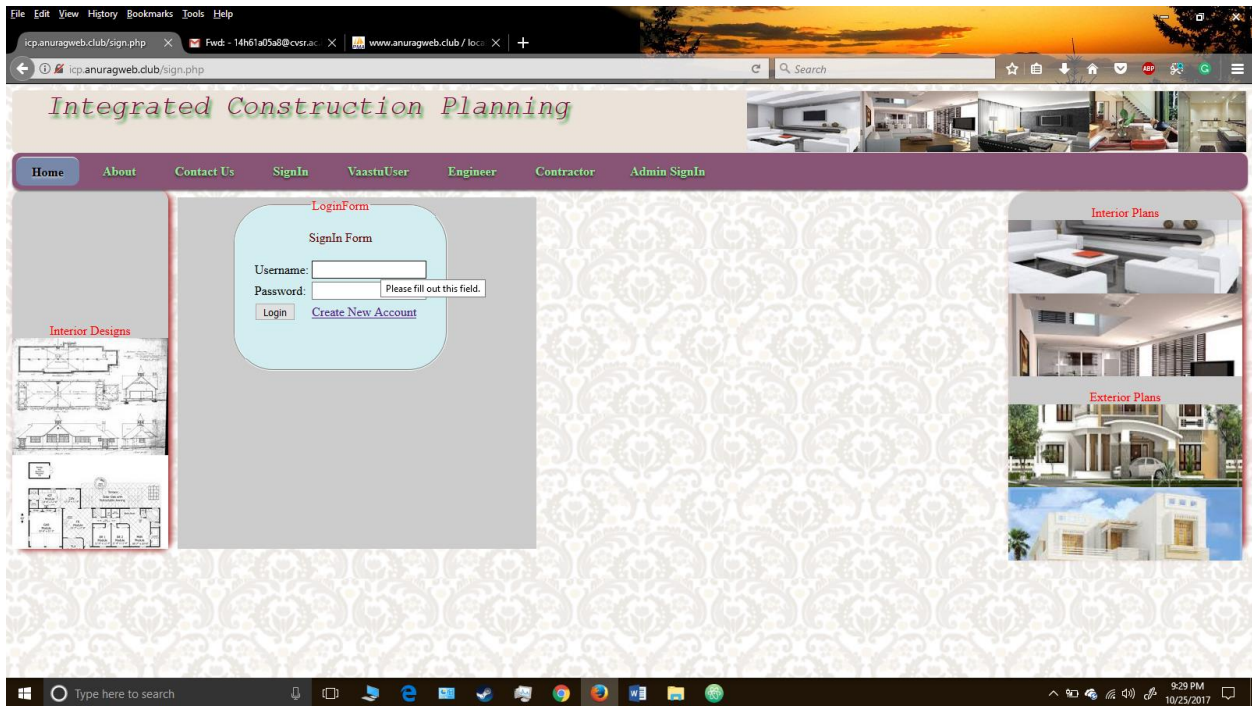 File Edit View History Bookmarks Tools Help
icp.anuragweb.club/sign.php Fwd: - 14h61a05a8@cvsr.ac. www.anuragweb.club / loca
icp.anuragweb.club/sign.php Search
Integrated Construction Planning
Home About Contact Us SignIn VaastuUser Engineer Contractor Admin SignIn
LoginForm
SignIn Form
Username:
Password:
Please fill out this field.
Login Create New Account
Interior Designs
Interior Plans
Exterior Plans
Type here to search
9:29 PM
10/25/2017